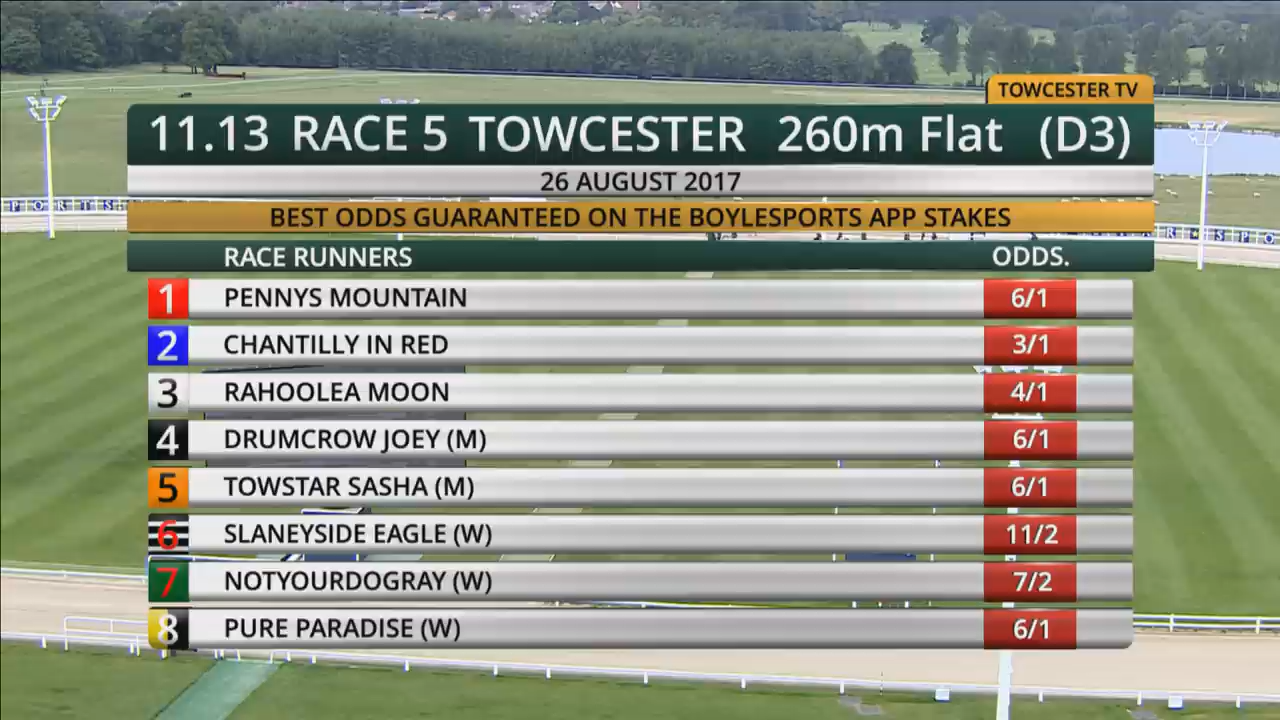 TOWCESTER TV
11.13 RACE 5 TOWCESTER 260m Flat (D3)
26 AUGUST 2017
BEST ODDS GUARANTEED ON THE BOYLESPORTS APP STAKES
RACE RUNNERS ODDS.
1 PENNYS MOUNTAIN 6/1
2 CHANTILLY IN RED 3/1
3 RAHOOLEA MOON 4/1
4 DRUMCROW JOEY (M) 6/1
5 TOWSTAR SASHA (M) 6/1
6 SLANEYSIDE EAGLE (W) 11/2
7 NOTYOURDOGRAY (W) 7/2
8 PURE PARADISE (W) 6/1